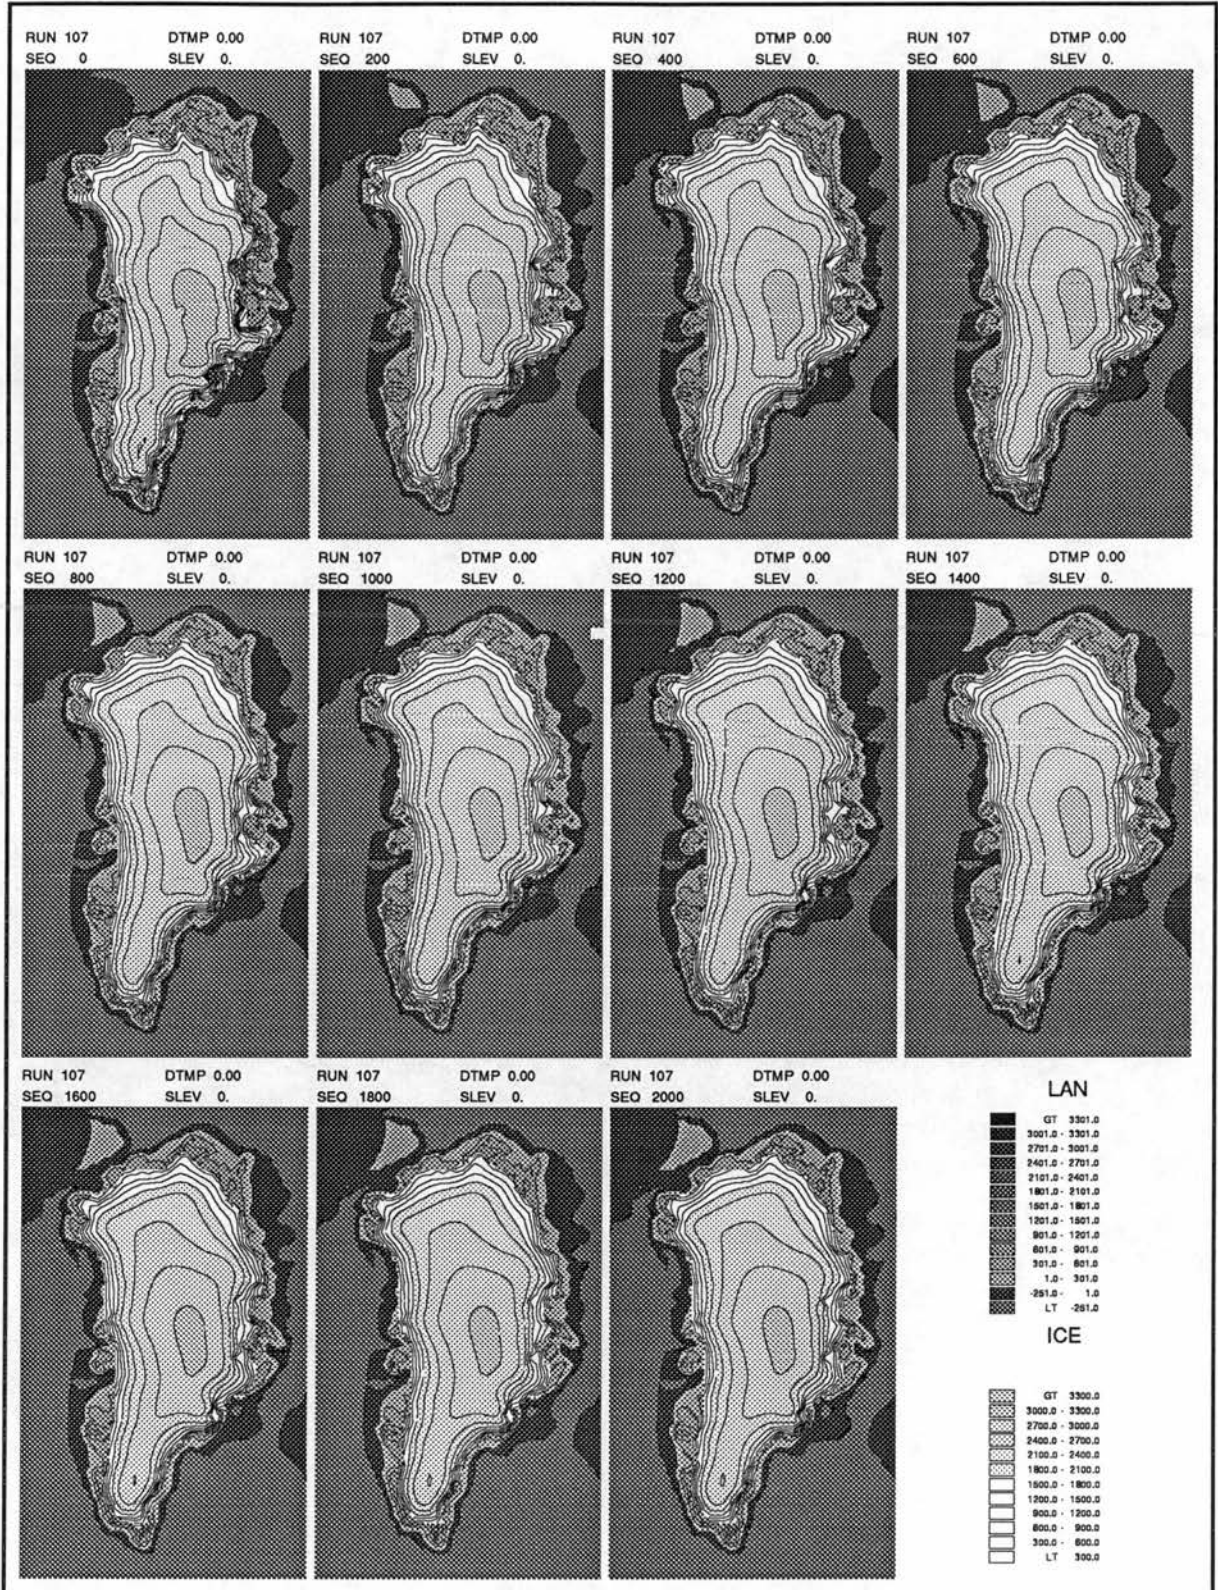 RUN 107 DTMP 0.00 RUN 107 DTMP 0.00 RUN 107 DTMP 0.00 RUN 107 DTMP 0.00
SEQ 0 SLEV 0. SEQ 200 SLEV 0. SEQ 400 SLEV 0. SEQ 600 SLEV 0.
RUN 107 DTMP 0.00 RUN 107 DTMP 0.00 RUN 107 DTMP 0.00 RUN 107 DTMP 0.00
SEQ 800 SLEV 0. SEQ 1000 SLEV 0. SEQ 1200 SLEV 0. SEQ 1400 SLEV 0.
RUN 107 DTMP 0.00 RUN 107 DTMP 0.00 RUN 107 DTMP 0.00
SEQ 1600 SLEV 0. SEQ 1800 SLEV 0. SEQ 2000 SLEV 0.
LAN
GT 3301.0
3001.0 - 3301.0
2701.0 - 3001.0
2401.0 - 2701.0
2101.0 - 2401.0
1801.0 - 2101.0
1501.0 - 1801.0
1201.0 - 1501.0
901.0 - 1201.0
601.0 - 901.0
301.0 - 601.0
1.0 - 301.0
-251.0 - 1.0
LT -251.0
ICE
GT 3300.0
3000.0 - 3300.0
2700.0 - 3000.0
2400.0 - 2700.0
2100.0 - 2400.0
1800.0 - 2100.0
1500.0 - 1800.0
1200.0 - 1500.0
900.0 - 1200.0
600.0 - 900.0
300.0 - 600.0
LT 300.0